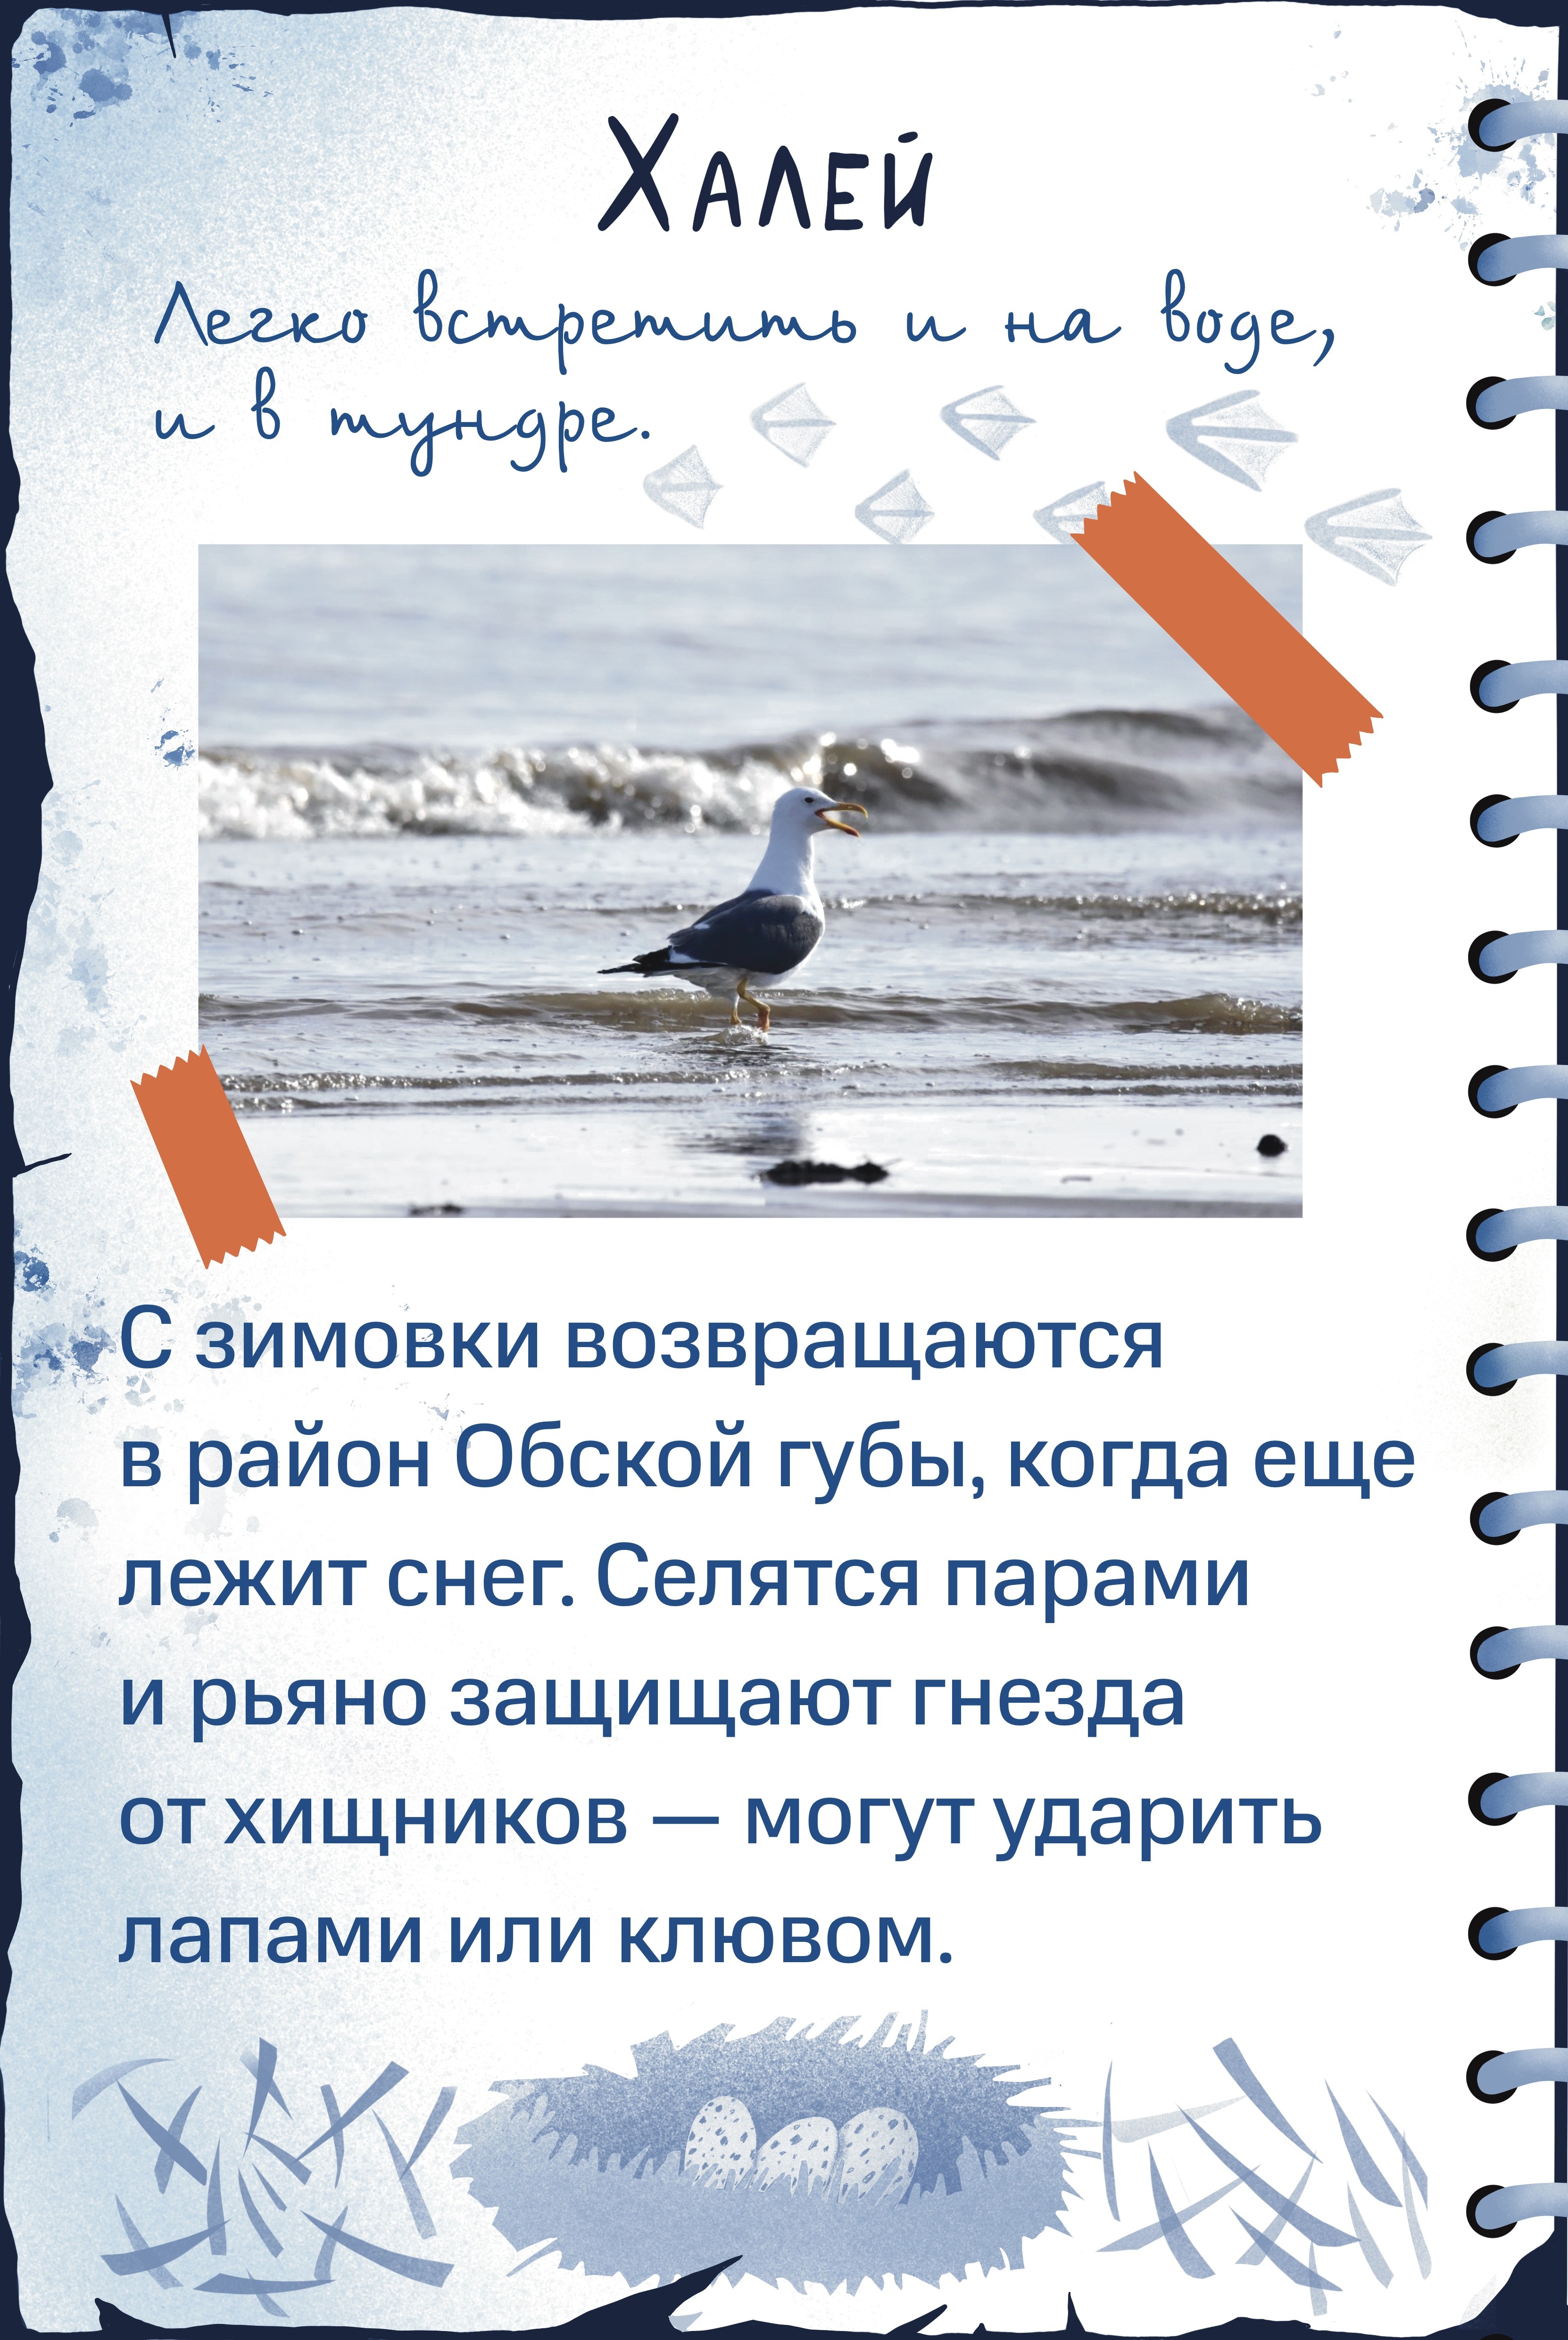 Халей
Легко встретить и на воде,
и в тундре.
С зимовки возвращаются
в район Обской губы, когда еще
лежит снег. Селятся парами
и рьяно защищают гнезда
от хищников — могут ударить
лапами или клювом.